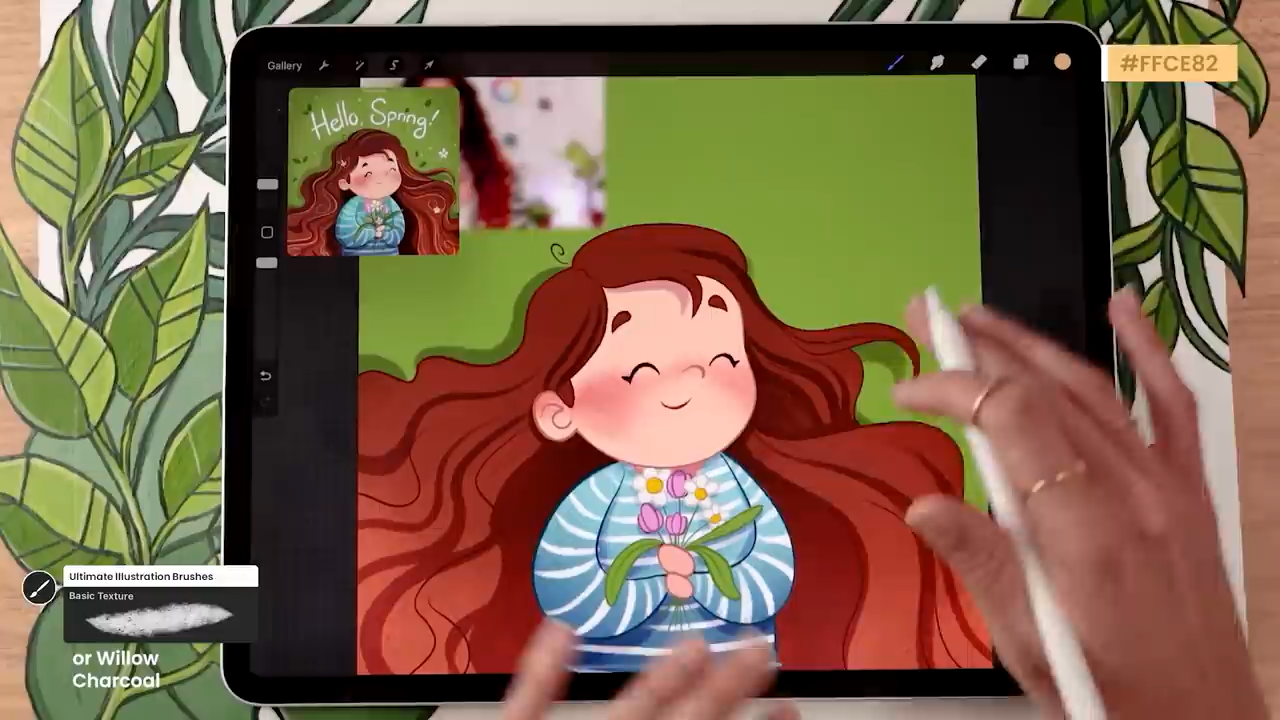 #FFCE82
Gallery
Hello, Spring!
Ultimate Illustration Brushes
Basic Texture
or Willow
Charcoal